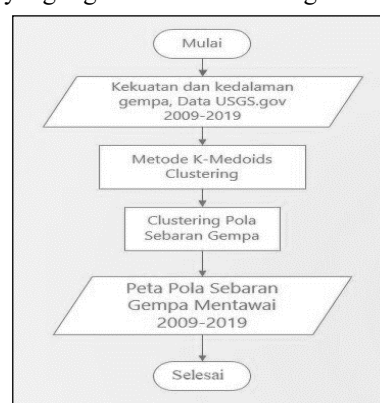 Mulai
Kekuatan dan kedalaman
gempa, Data USGS.gov
2009-2019
Metode K-Medoids
Clustering
Clustering Pola
Sebaran Gempa
Peta Pola Sebaran
Gempa Mentawai
2009-2019
Selesai